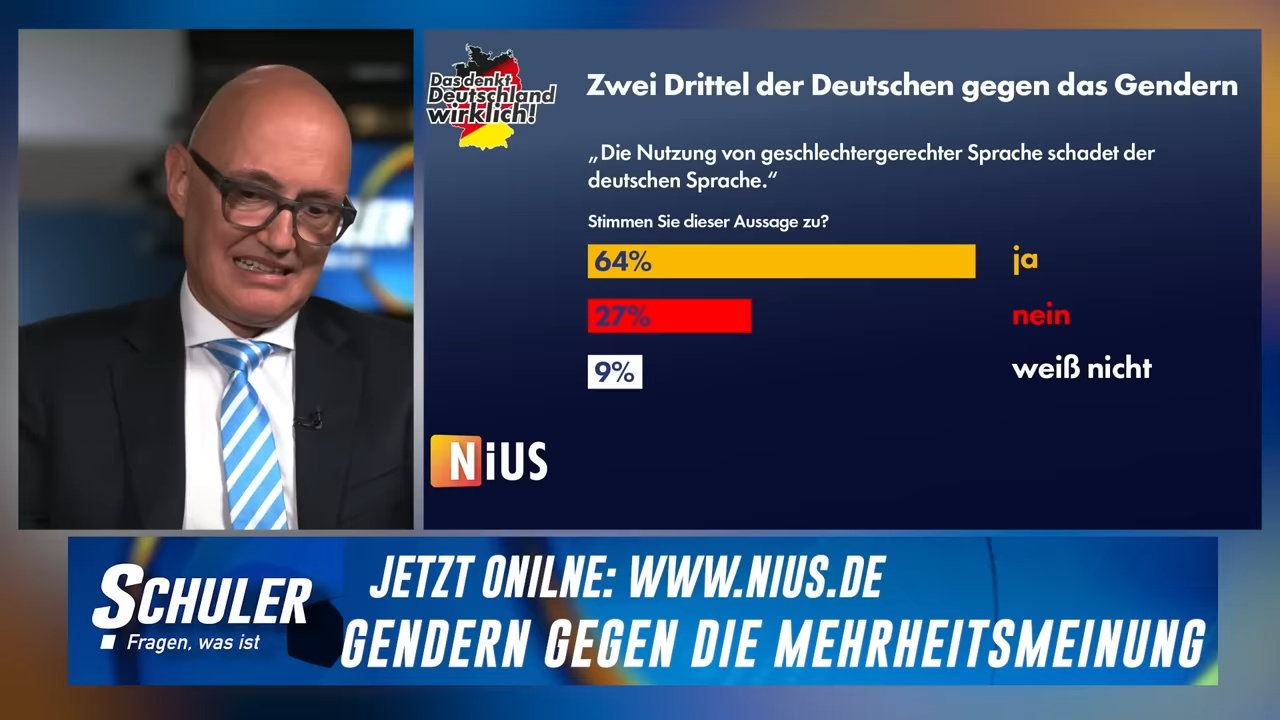 Das denkt
Deutschland
wirklich!
Zwei Drittel der Deutschen gegen das Gendern
„Die Nutzung von geschlechtergerechter Sprache schadet der
deutschen Sprache.“
Stimmen Sie dieser Aussage zu?
64% ja
27% nein
9% weiß nicht
NiUS
SCHULER
Fragen, was ist
JETZT ONILNE: WWW.NIUS.DE
GENDERN GEGEN DIE MEHRHEITSMEINUNG